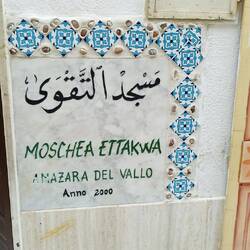 مسجد التقوى
MOSCHEA ETTAKWA
AMAZARA DEL VALLO
Anno 2000